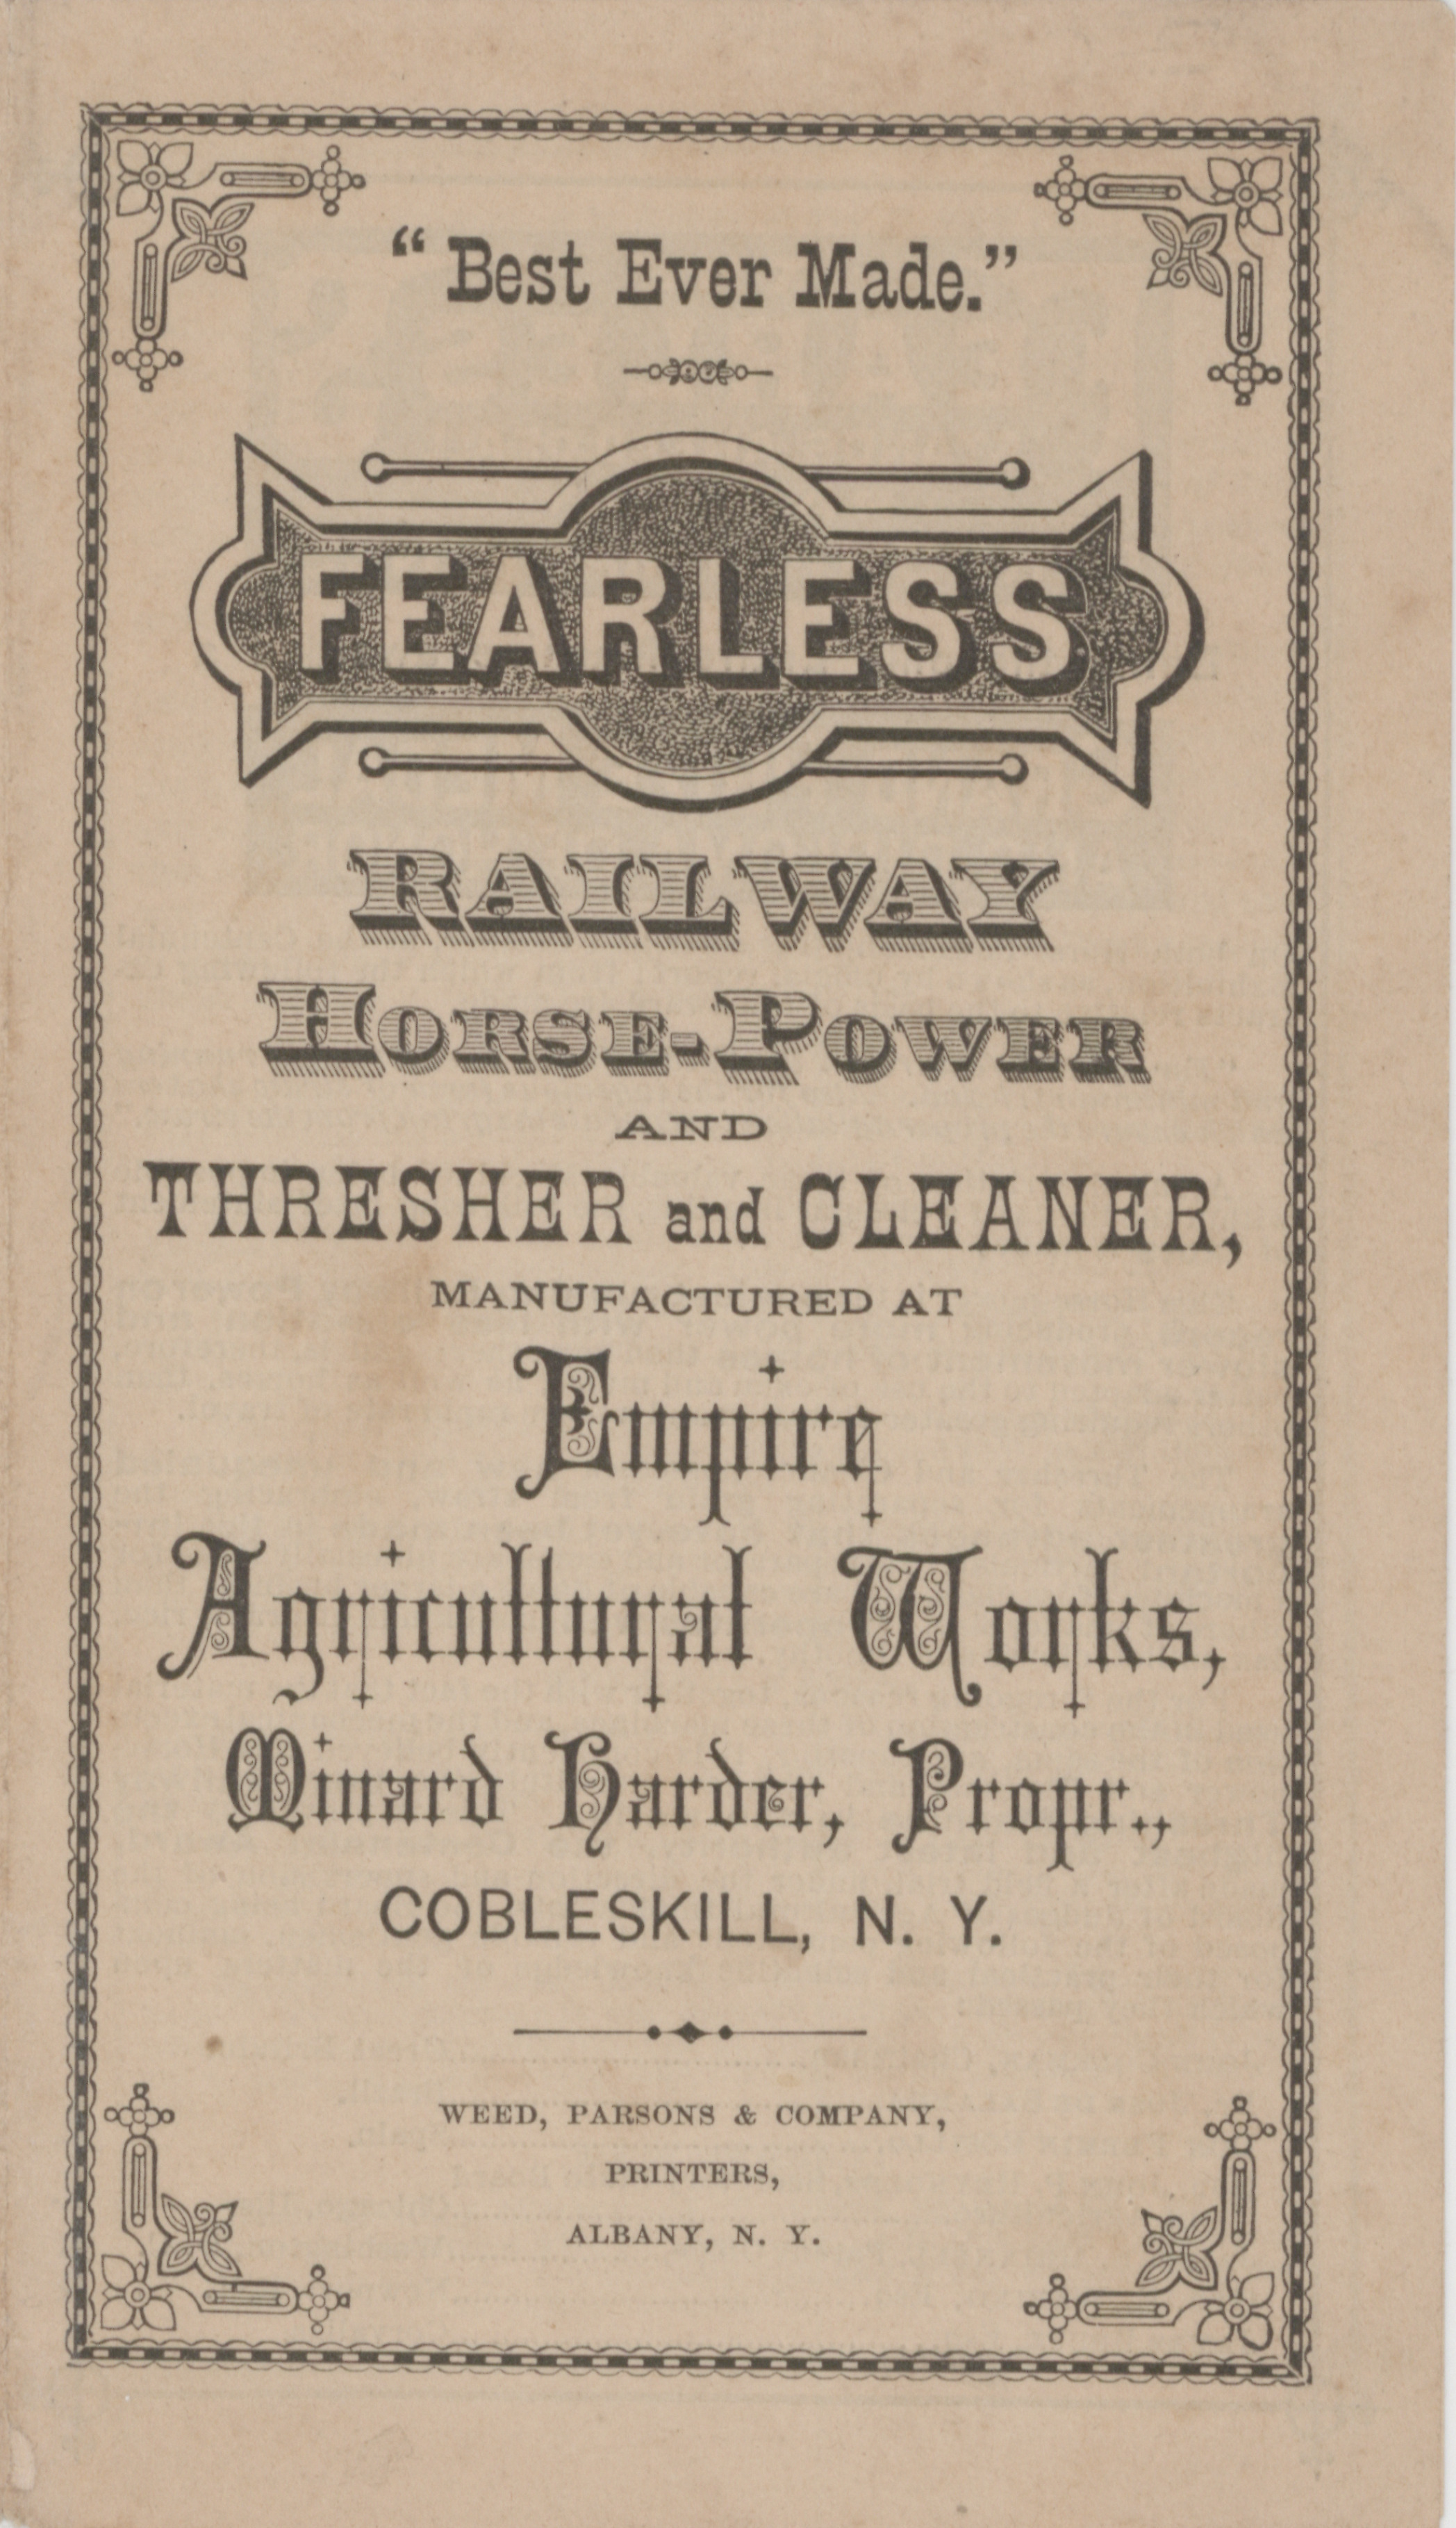 “Best Ever Made.”
FEARLESS
RAILWAY
HORSE-POWER
AND
THRESHER and CLEANER,
MANUFACTURED AT
Empire
Agricultural Works,
Minard Harder, Propr.,
COBLESKILL, N. Y.
WEED, PARSONS & COMPANY,
PRINTERS,
ALBANY, N. Y.